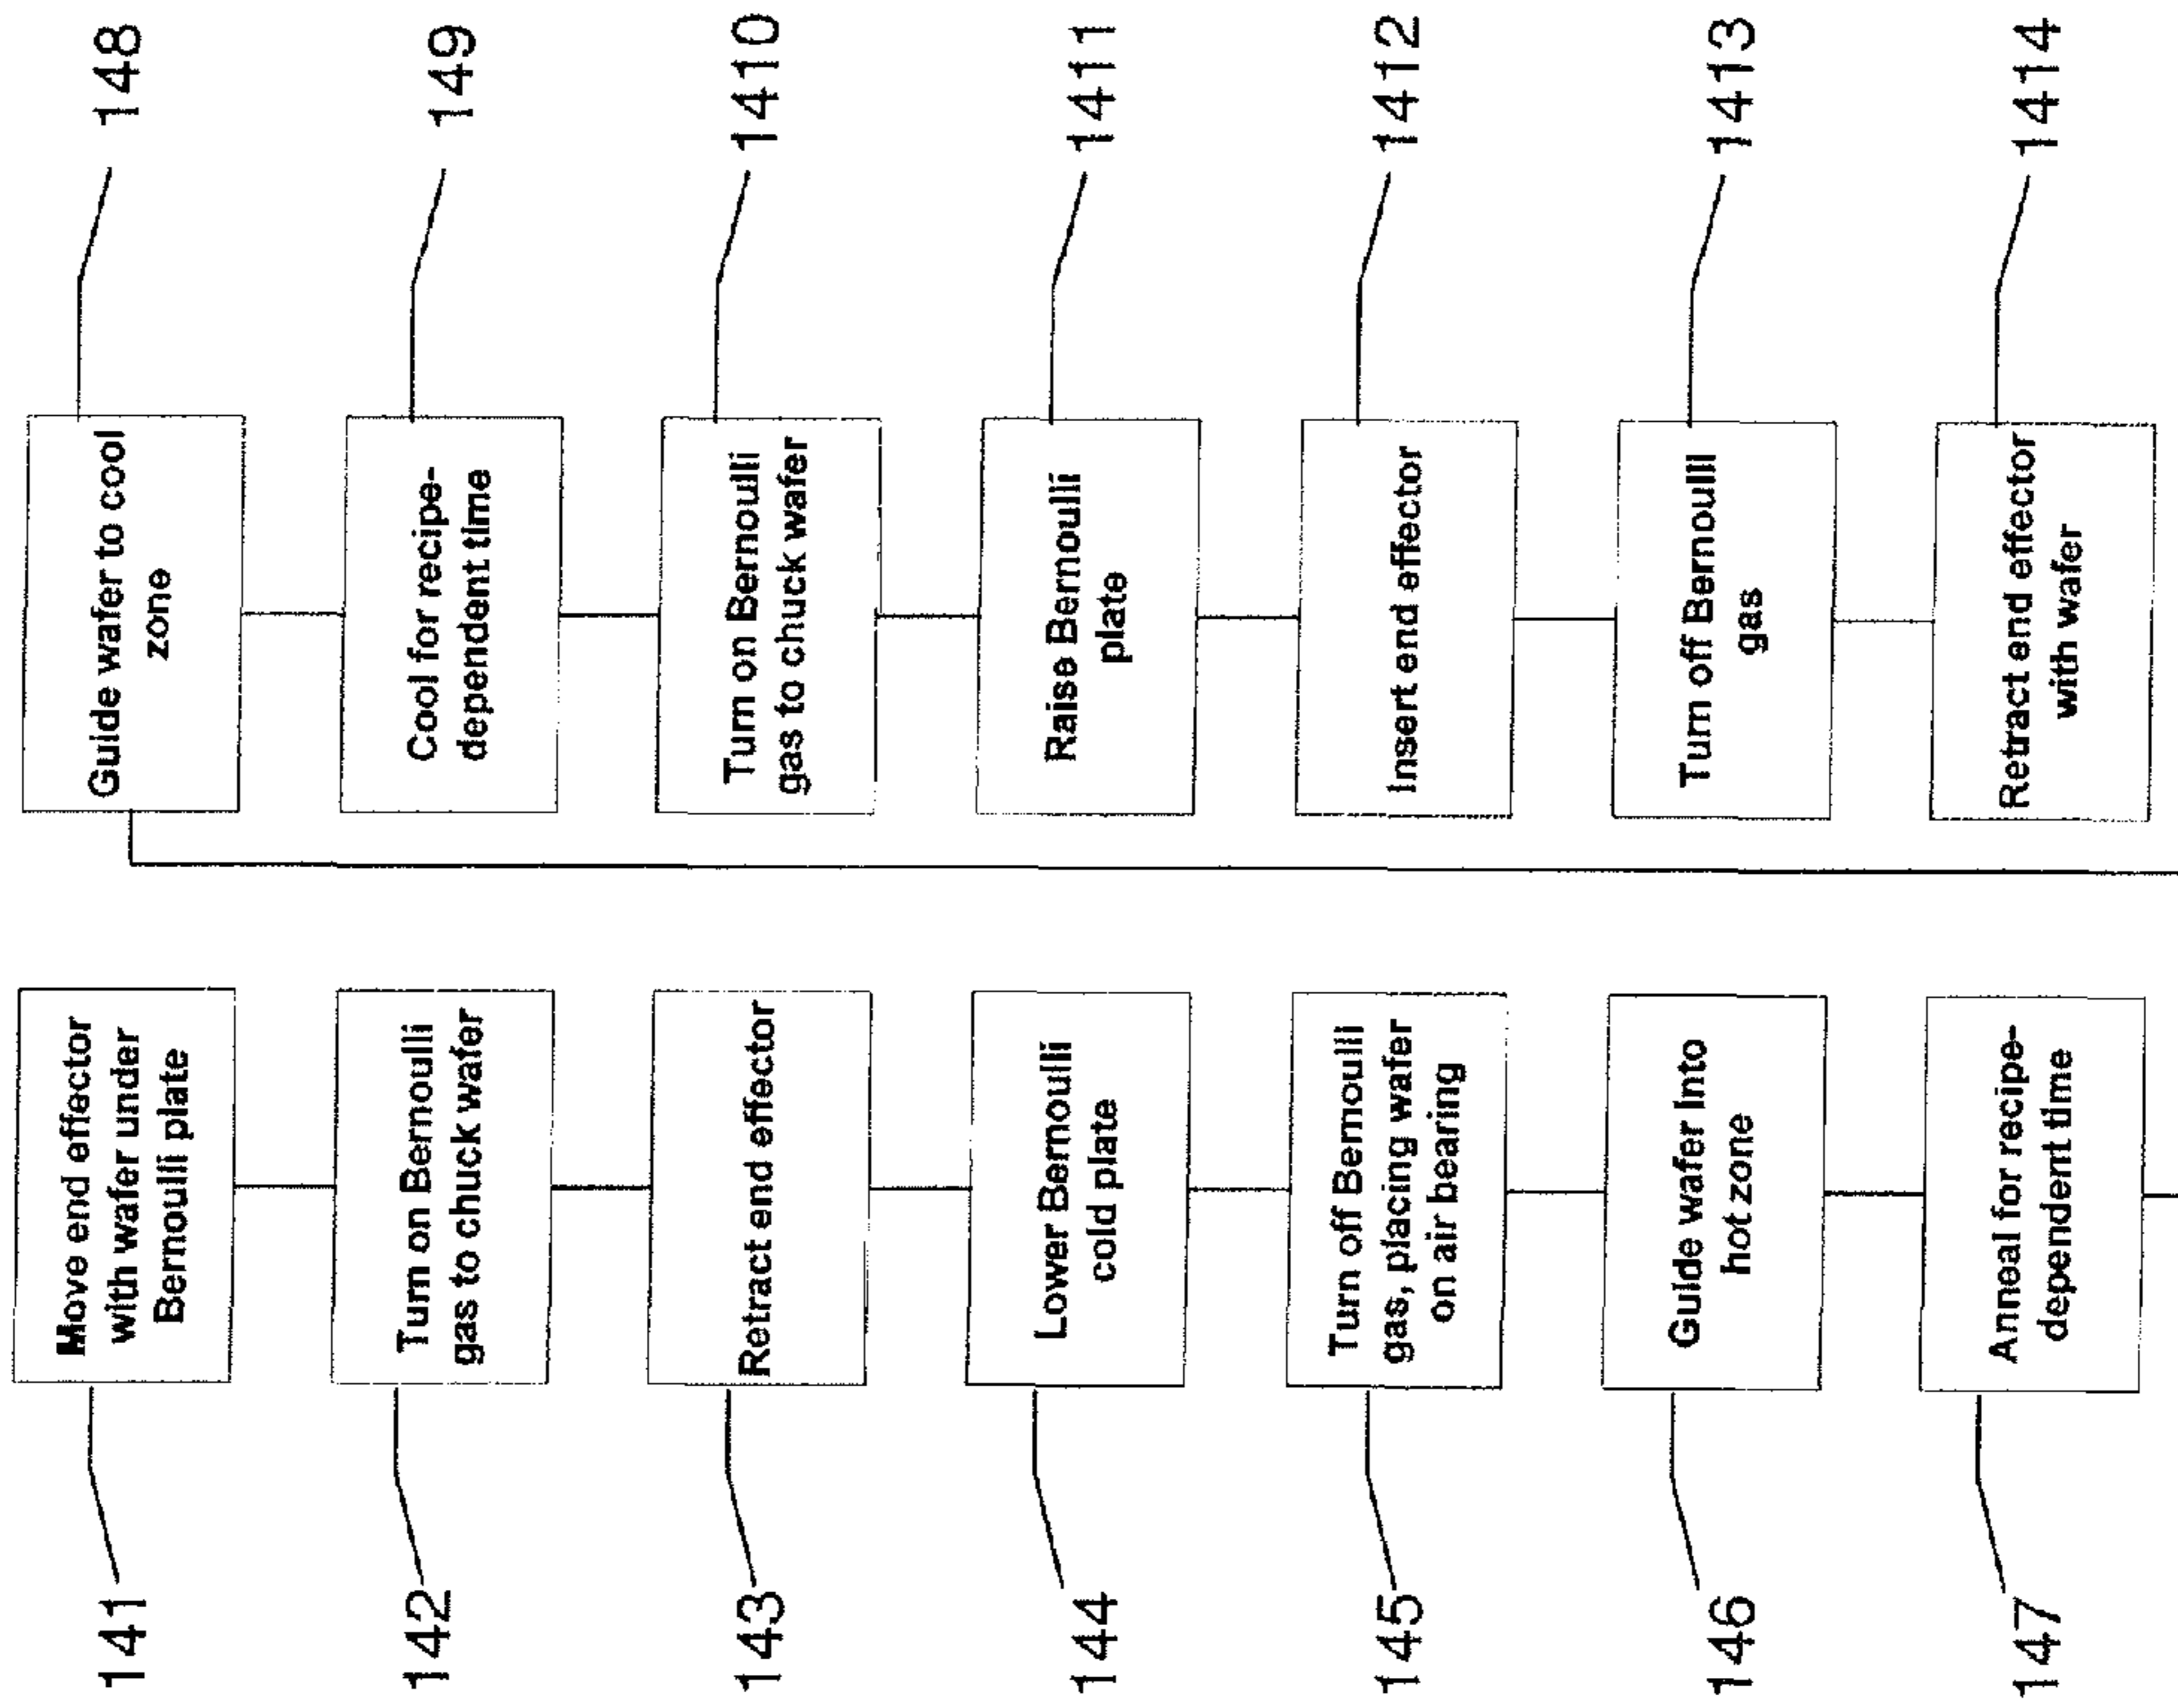 141
Move end effector
with wafer under
Bernoulli plate
142
Turn on Bernoulli
gas to chuck wafer
143
Retract end effector
144
Lower Bernoulli
cold plate
145
Turn off Bernoulli
gas, placing wafer
on air bearing
146
Guide wafer into
hot zone
147
Anneal for recipe-
dependent time
148
Guide wafer to cool
zone
149
Cool for recipe-
dependent time
1410
Turn on Bernoulli
gas to chuck wafer
1411
Raise Bernoulli
plate
1412
Insert end effector
1413
Turn off Bernoulli
gas
1414
Retract end effector
with wafer